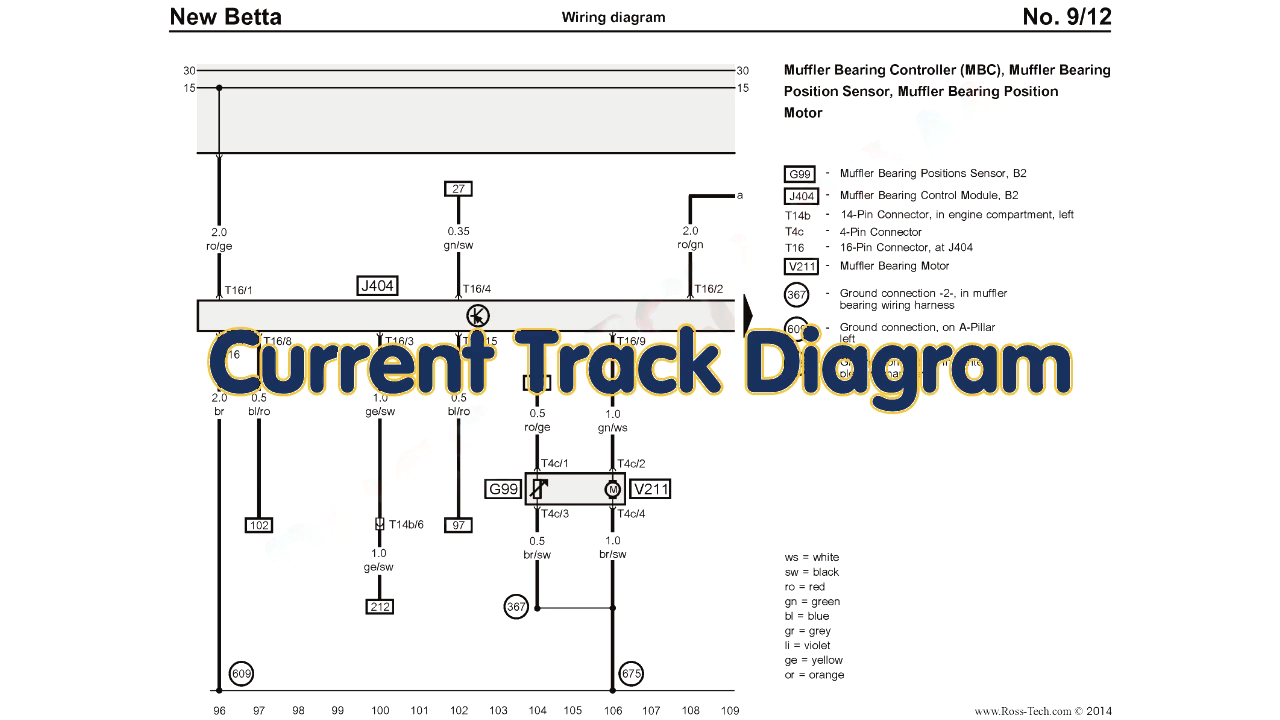 New Betta
Wiring diagram
No. 9/12
30
30
15
15
Muffler Bearing Controller (MBC), Muffler Bearing
Position Sensor, Muffler Bearing Position
Motor
G99 - Muffler Bearing Positions Sensor, B2
J404 - Muffler Bearing Control Module, B2
T14b - 14-Pin Connector, in engine compartment, left
T4c - 4-Pin Connector
T16 - 16-Pin Connector, at J404
V211 - Muffler Bearing Motor
367 - Ground connection -2-, in muffler
bearing wiring harness
- Ground connection, on A-Pillar
left
27
a
2.0
ro/ge
0.35
gn/sw
2.0
ro/gn
T16/1
J404
T16/4
T16/2
T16/8
T16/3
T16/9
Current Track Diagram
2.0
br
0.5
bl/ro
1.0
ge/sw
0.5
bl/ro
0.5
ro/ge
1.0
gn/ws
T4c/1
T4c/2
G99
M
V211
T4c/3
T4c/4
102
T14b/6
97
0.5
br/sw
1.0
br/sw
1.0
ge/sw
212
367
609
675
ws = white
sw = black
ro = red
gn = green
bl = blue
gr = grey
li = violet
ge = yellow
or = orange
96 97 98 99 100 101 102 103 104 105 106 107 108 109
www.Ross-Tech.com © 2014